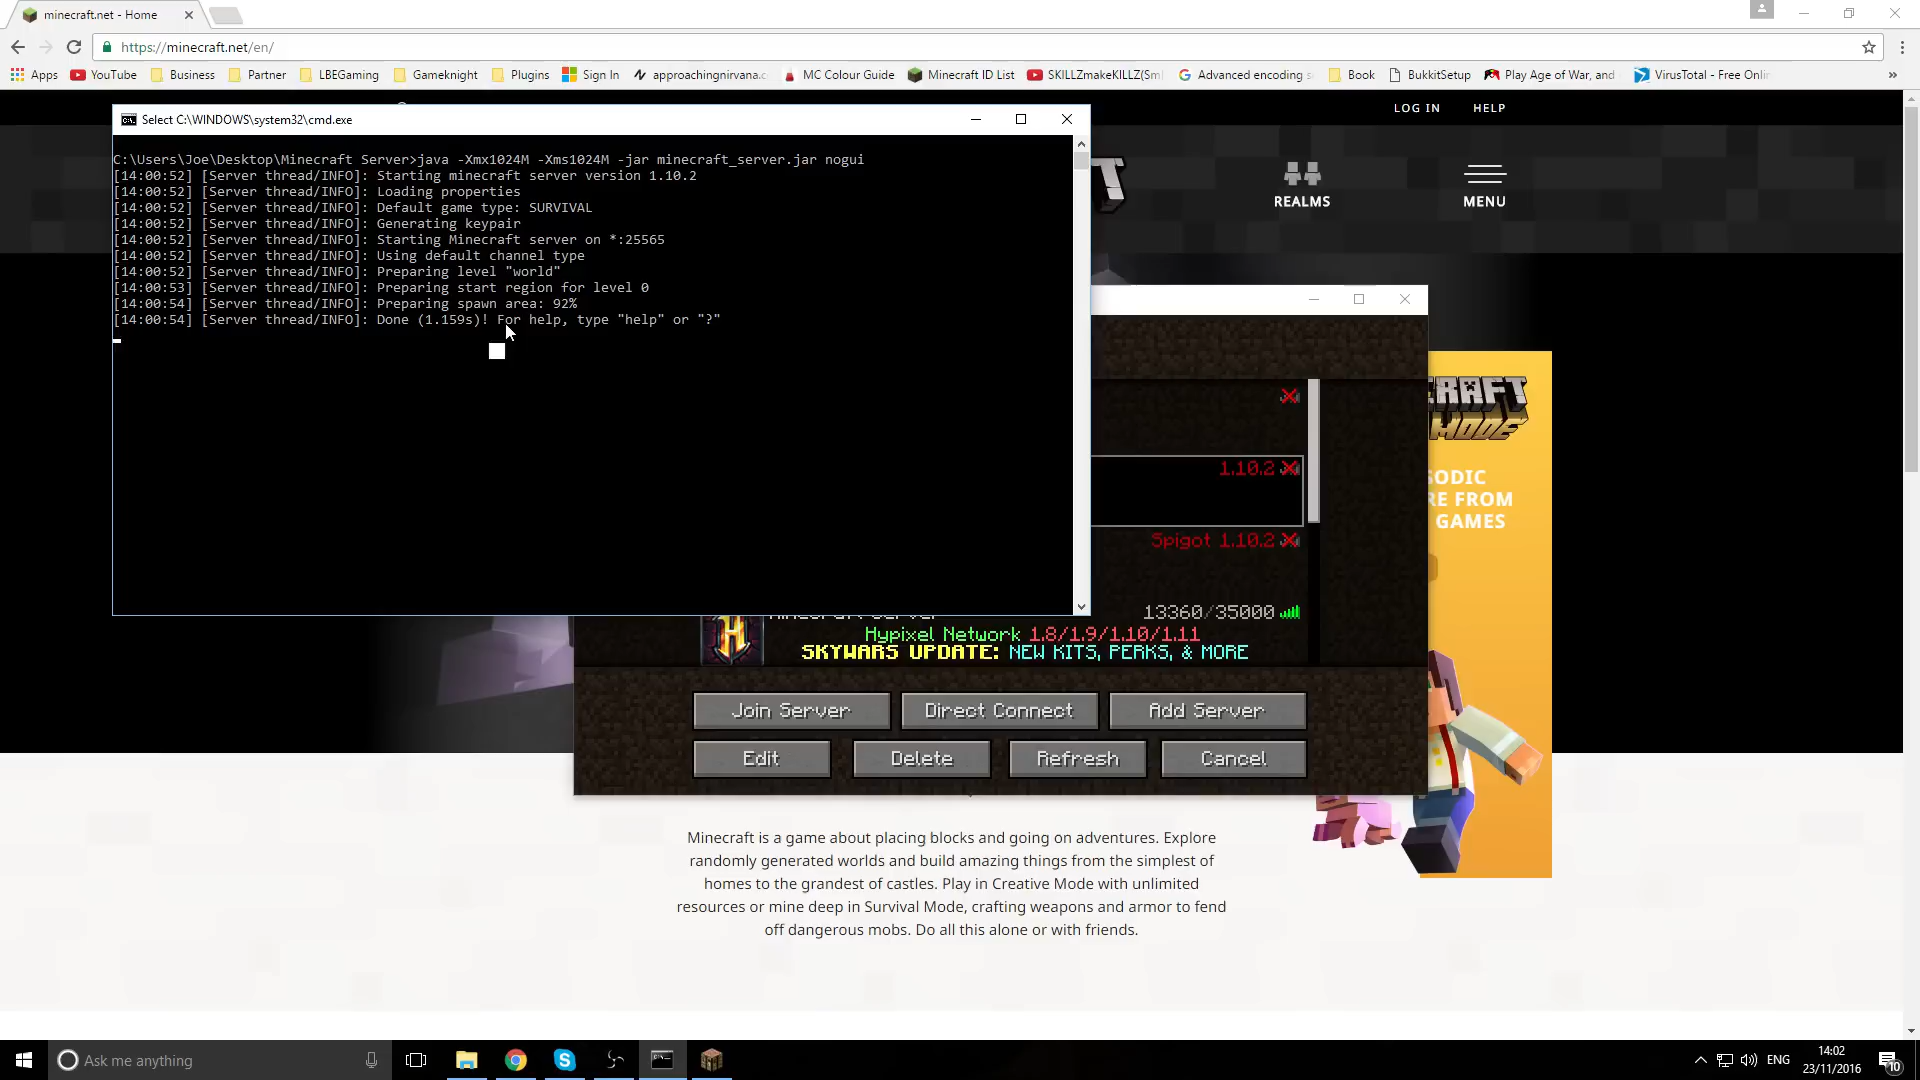 minecraft.net - Home
https://minecraft.net/en/
Apps YouTube Business Partner LBEGaming Gameknight Plugins Sign In approachingnirvana.c MC Colour Guide Minecraft ID List SKILLZmakeKILLZ(Sm Advanced encoding s Book BukkitSetup Play Age of War, and VirusTotal - Free Onli
LOG IN HELP
Select C:\WINDOWS\system32\cmd.exe
C:\Users\Joe\Desktop\Minecraft Server>java -Xmx1024M -Xms1024M -jar minecraft_server.jar nogui
[14:00:52] [Server thread/INFO]: Starting minecraft server version 1.10.2
[14:00:52] [Server thread/INFO]: Loading properties
[14:00:52] [Server thread/INFO]: Default game type: SURVIVAL
[14:00:52] [Server thread/INFO]: Generating keypair
[14:00:52] [Server thread/INFO]: Starting Minecraft server on *:25565
[14:00:52] [Server thread/INFO]: Using default channel type
[14:00:52] [Server thread/INFO]: Preparing level "world"
[14:00:53] [Server thread/INFO]: Preparing start region for level 0
[14:00:54] [Server thread/INFO]: Preparing spawn area: 92%
[14:00:54] [Server thread/INFO]: Done (1.159s)! For help, type "help" or "?"
REALMS MENU
1.10.2
Spigot 1.10.2
13360/35000
Hypixel Network 1.8/1.9/1.10/1.11
SKYWARS UPDATE: NEW KITS, PERKS, & MORE
Join Server Direct Connect Add Server
Edit Delete Refresh Cancel
CRAFT
MODE
SODIC
RE FROM
GAMES
Minecraft is a game about placing blocks and going on adventures. Explore
randomly generated worlds and build amazing things from the simplest of
homes to the grandest of castles. Play in Creative Mode with unlimited
resources or mine deep in Survival Mode, crafting weapons and armor to fend
off dangerous mobs. Do all this alone or with friends.
Ask me anything
ENG
14:02
23/11/2016
10